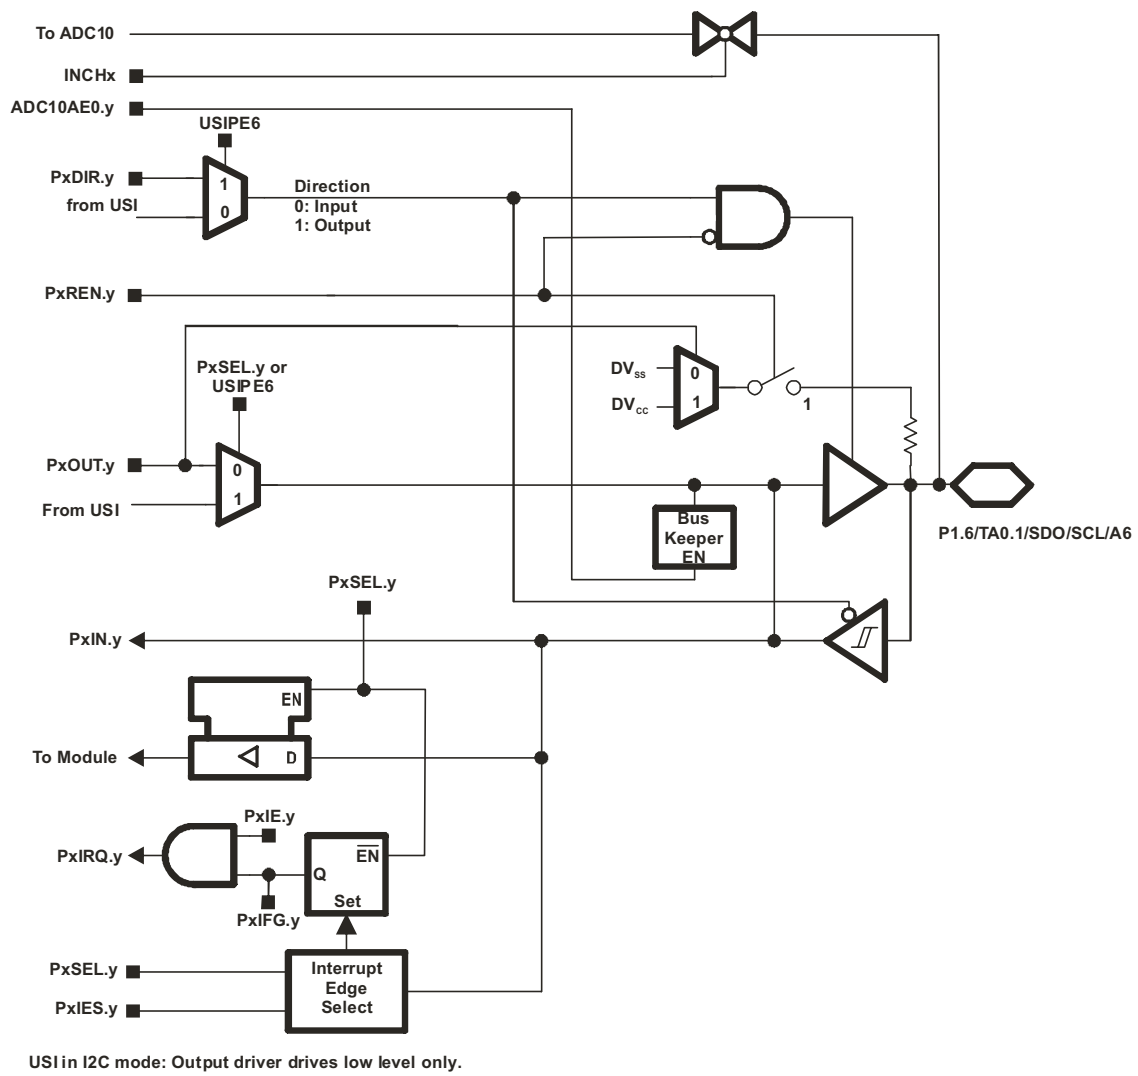 To ADC10
INCHx
ADC10AE0.y
USIPE6
PxDIR.y
1
from USI
0
Direction
0: Input
1: Output
PxREN.y
PxSEL.y or
USIPE6
DVss
0
DVcc
1
1
PxOUT.y
0
From USI
1
Bus
Keeper
EN
P1.6/TA0.1/SDO/SCL/A6
PxSEL.y
PxIN.y
EN
To Module
D
PxIE.y
PxIRQ.y
EN
Q
Set
PxIFG.y
PxSEL.y
PxIES.y
Interrupt
Edge
Select
USI in I2C mode: Output driver drives low level only.